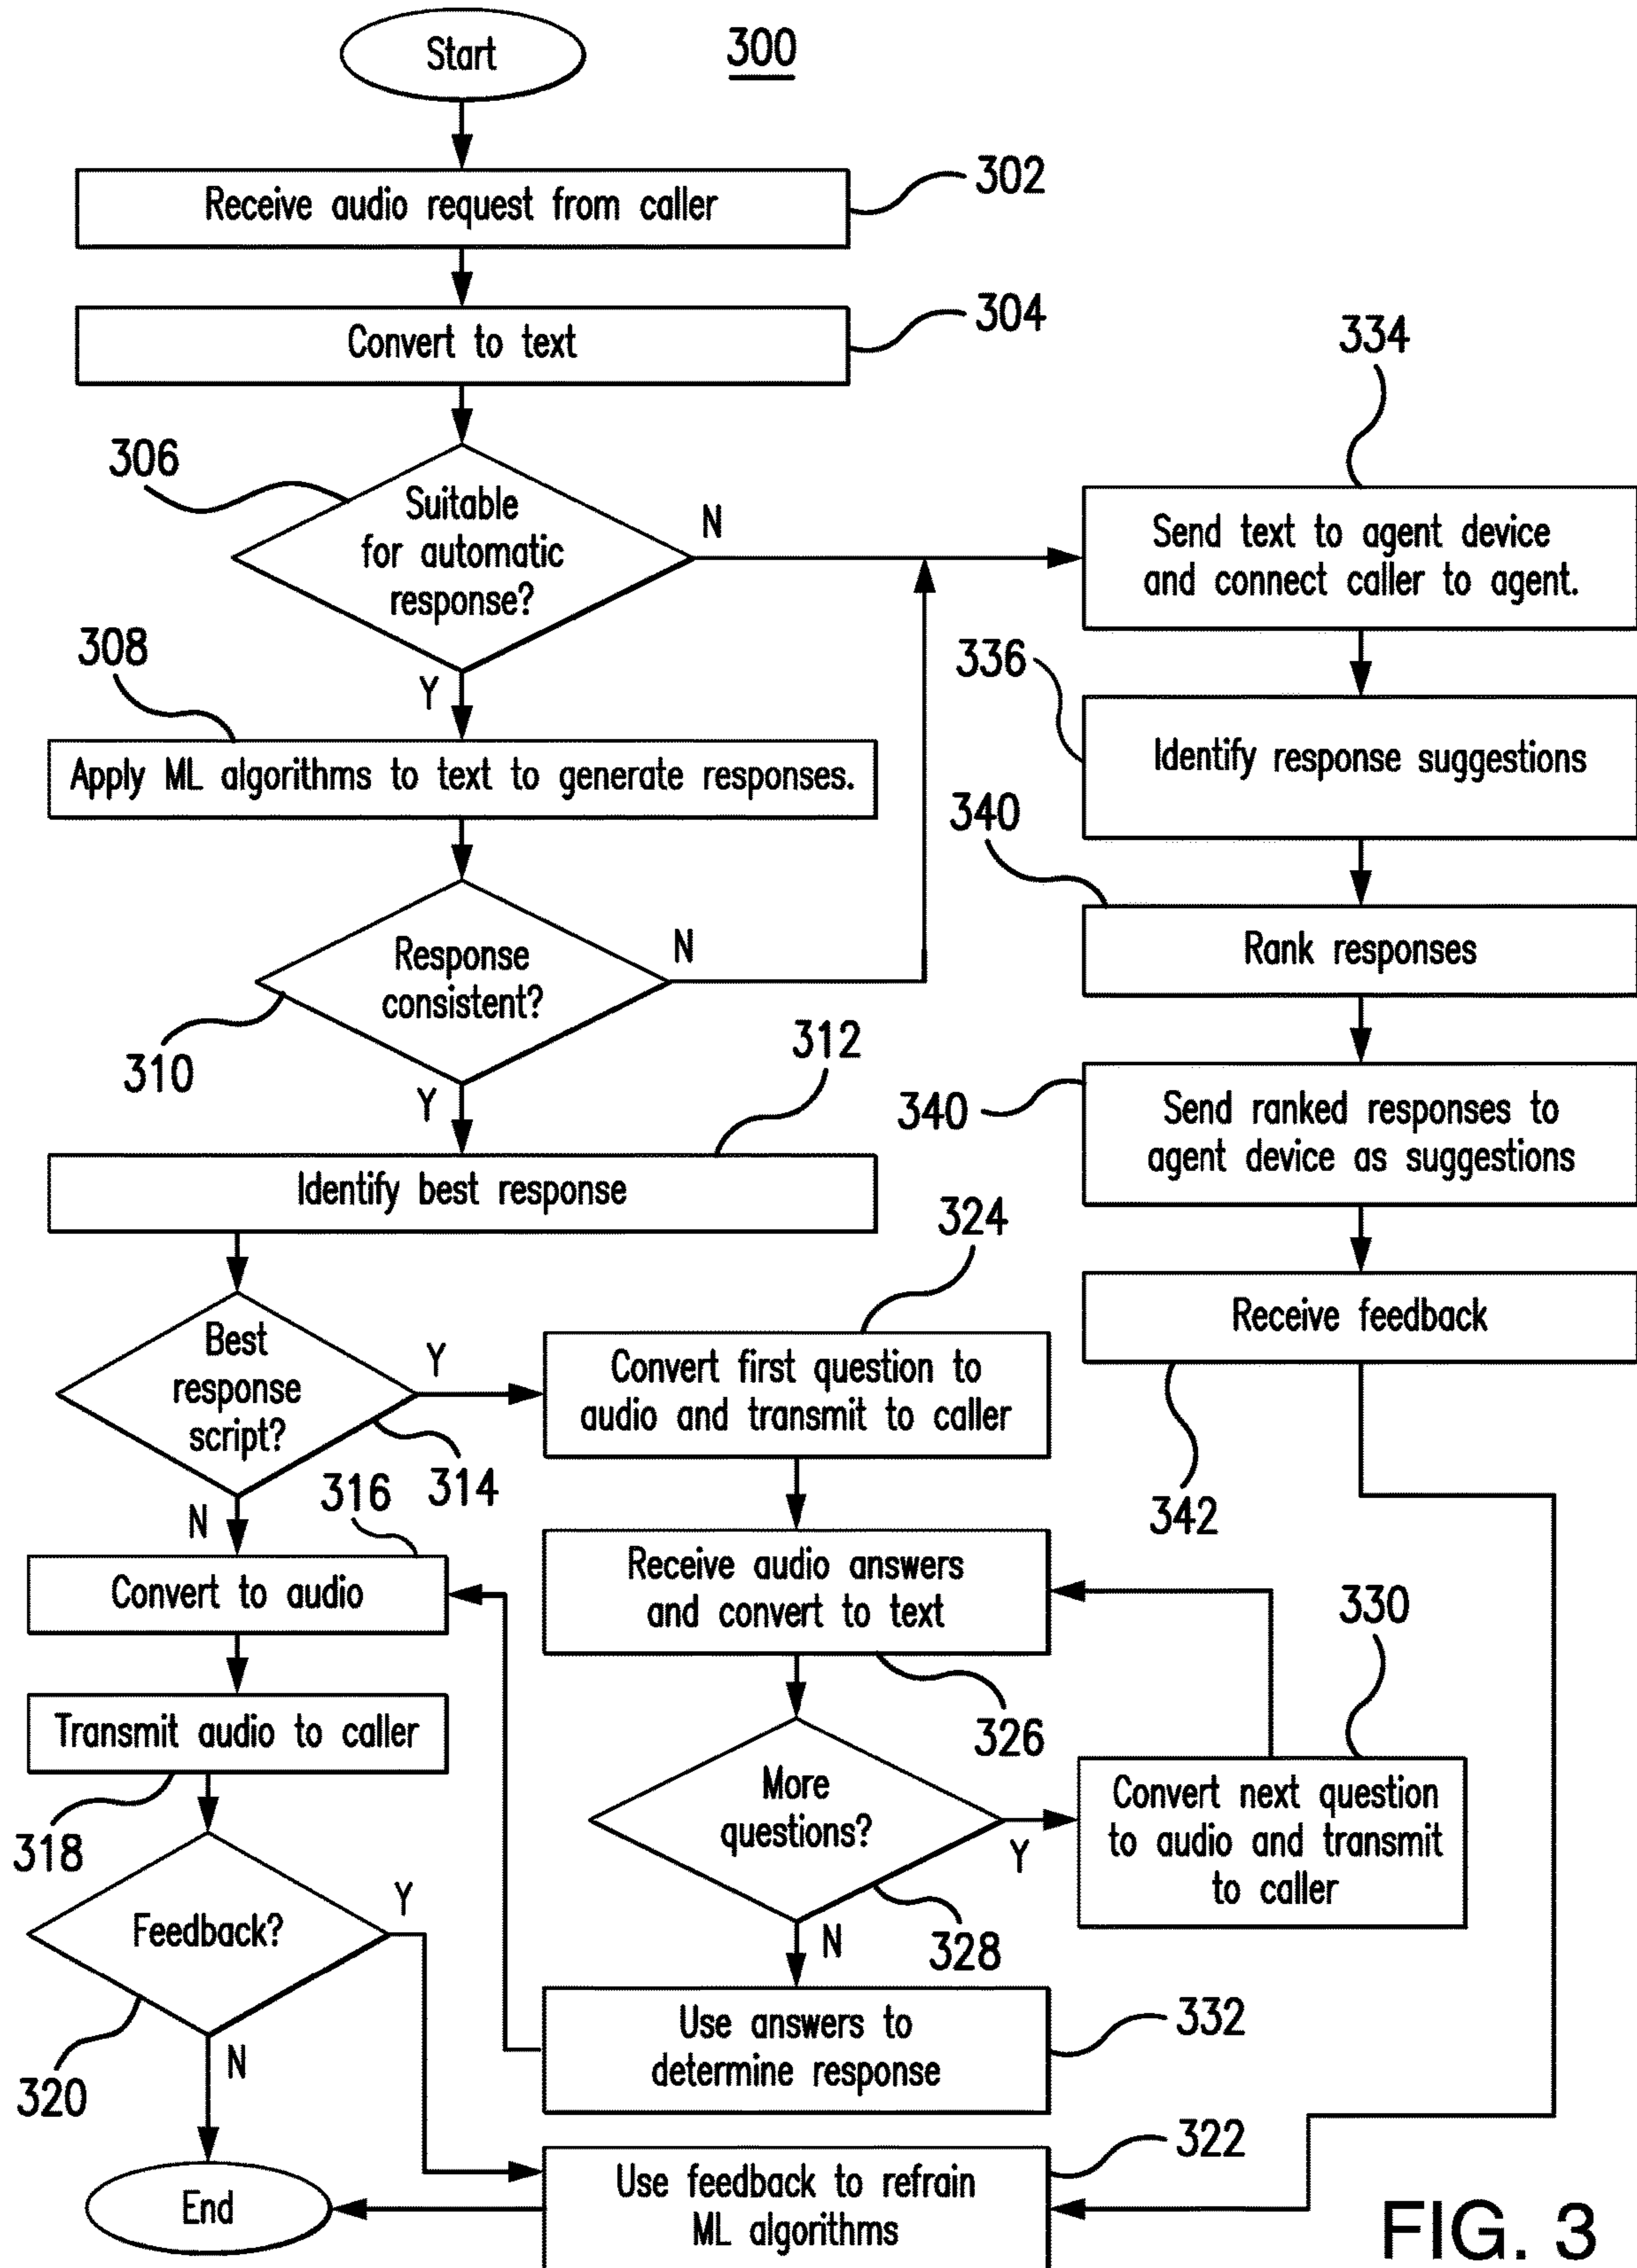 Start
300
Receive audio request from caller
302
Convert to text
304
306
Suitable
for automatic
response?
N
Y
334
Send text to agent device
and connect caller to agent.
308
Apply ML algorithms to text to generate responses.
336
Identify response suggestions
310
Response
consistent?
N
Y
340
Rank responses
312
Identify best response
340
Send ranked responses to
agent device as suggestions
Best
response
script?
Y
N
314
324
Convert first question to
audio and transmit to caller
Receive feedback
342
316
Convert to audio
Receive audio answers
and convert to text
326
330
Transmit audio to caller
318
More
questions?
Y
N
328
Convert next question
to audio and transmit
to caller
Feedback?
Y
N
320
Use answers to
determine response
332
End
Use feedback to refrain
ML algorithms
322
FIG. 3